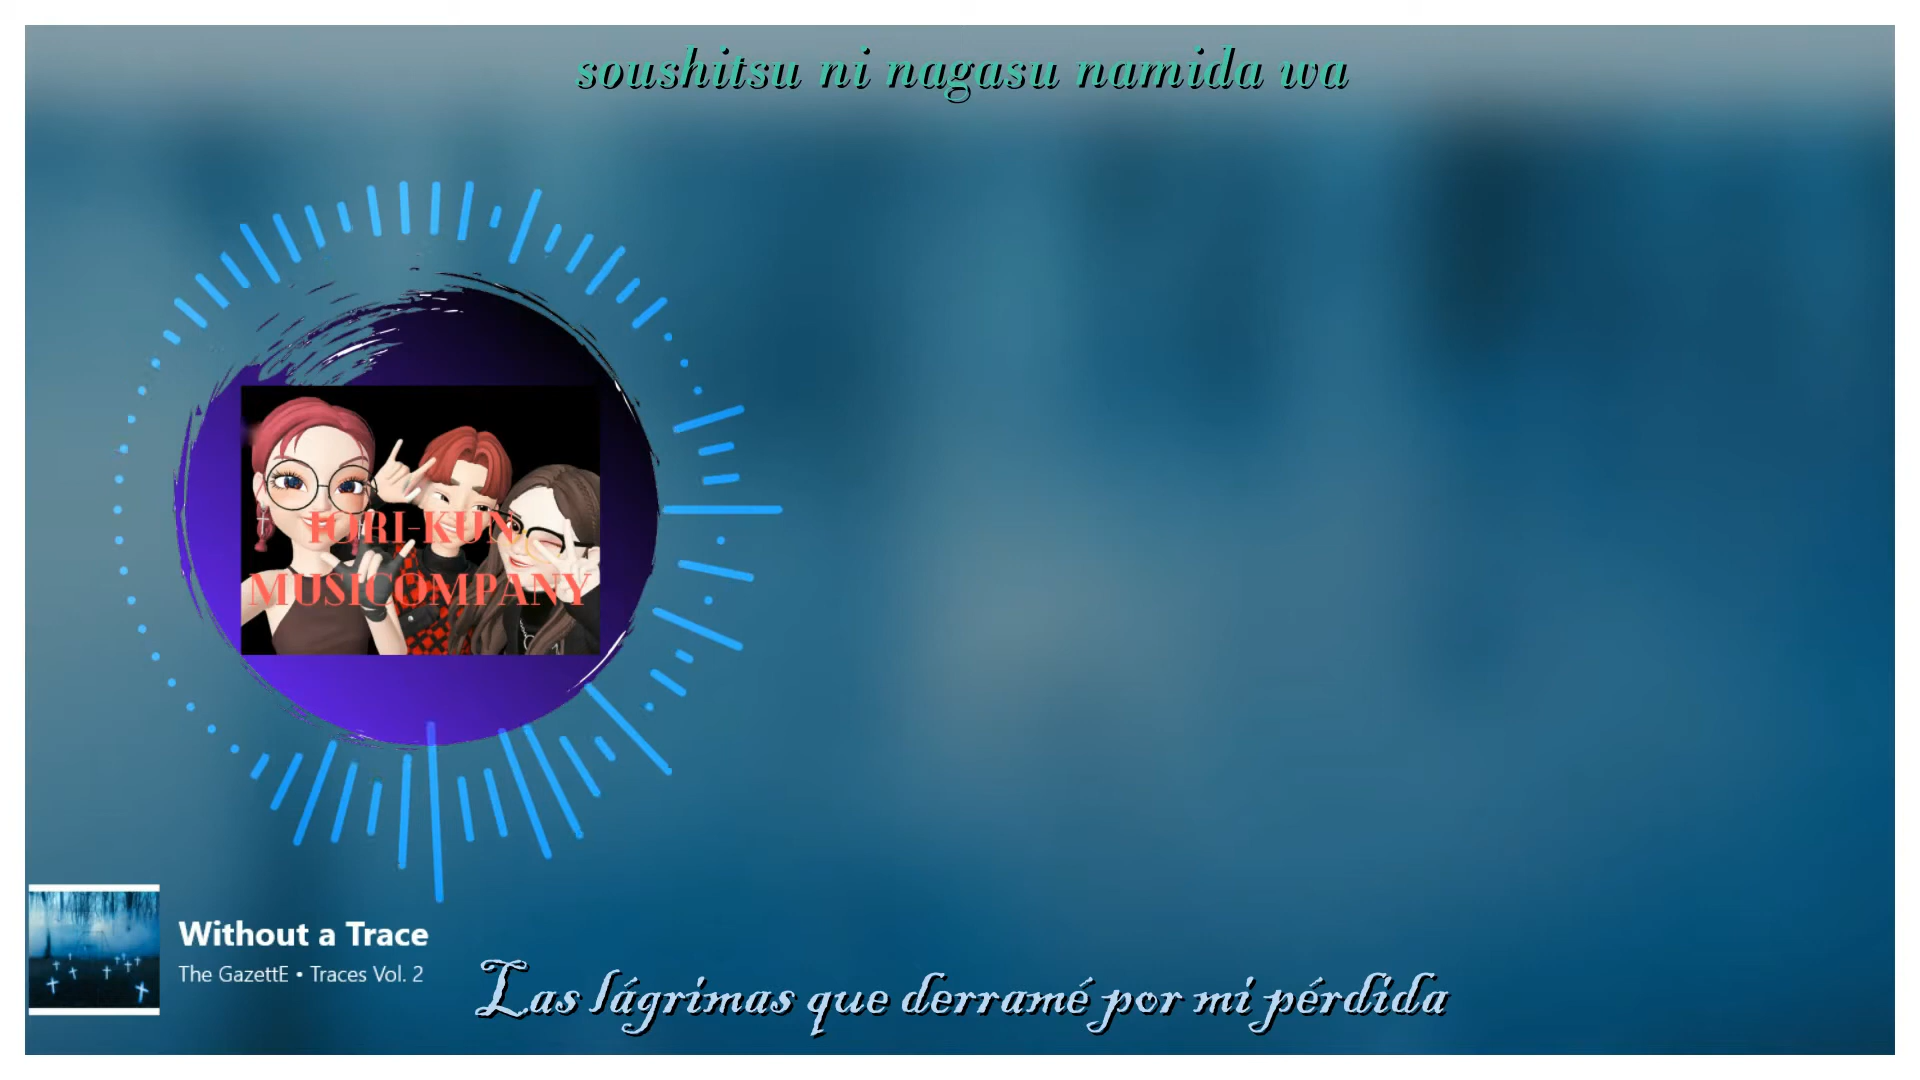 soushitsu ni nagasu namida wa
IORI-KUN
MUSICOMPANY
Without a Trace
The GazettE • Traces Vol. 2
Las lágrimas que derramé por mi pérdida